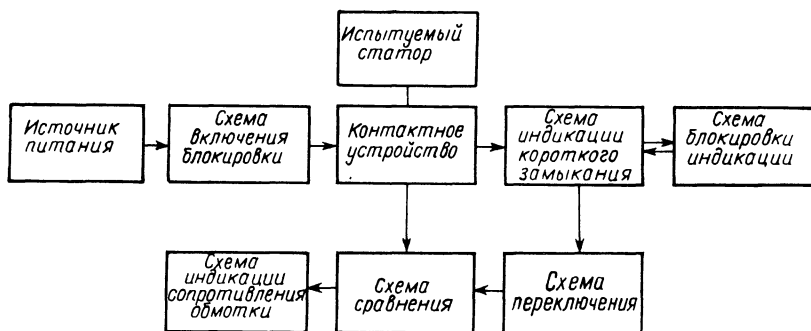 Испытуемый
статор
Источник
питания
Схема
включения
блокировки
Контактное
устройство
Схема
индикации
короткого
замыкания
Схема
блокировки
индикации
Схема
индикации
сопротивления
обмотки
Схема
сравнения
Схема
переключения